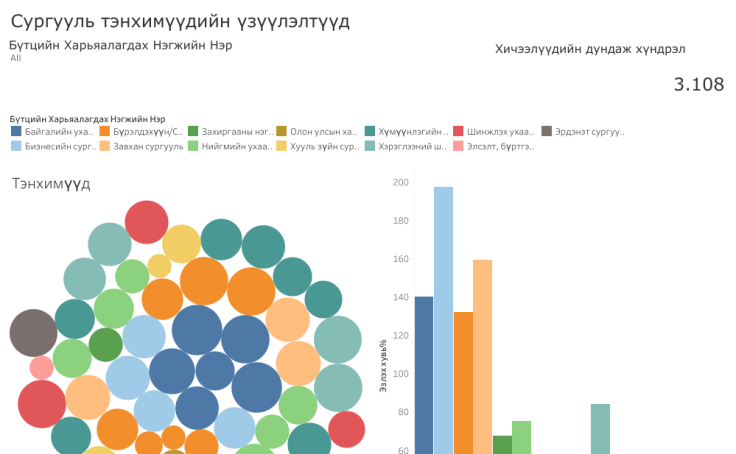 Сургууль тэнхимүүдийн үзүүлэлтүүд
Бүтцийн Харьяалагдах Нэгжийн Нэр
All
Хичээлүүдийн дундаж хүндрэл
3.108
Бүтцийн Харьяалагдах Нэгжийн Нэр
Байгалийн уха.. Бүрэлдэхүүн/С.. Захиргааны нэг.. Олон улсын ха.. Хүмүүнлэгийн .. Шинжлэх ухаа.. Эрдэнэт сургуу..
Бизнесийн сург.. Завхан сургууль Нийгмийн ухаа.. Хууль зүйн сур.. Хэрэглээний ш.. Элсэлт, бүртгэ..
Тэнхимүүд
200
180
160
140
120
100
80
60
Эзлэх хувь%